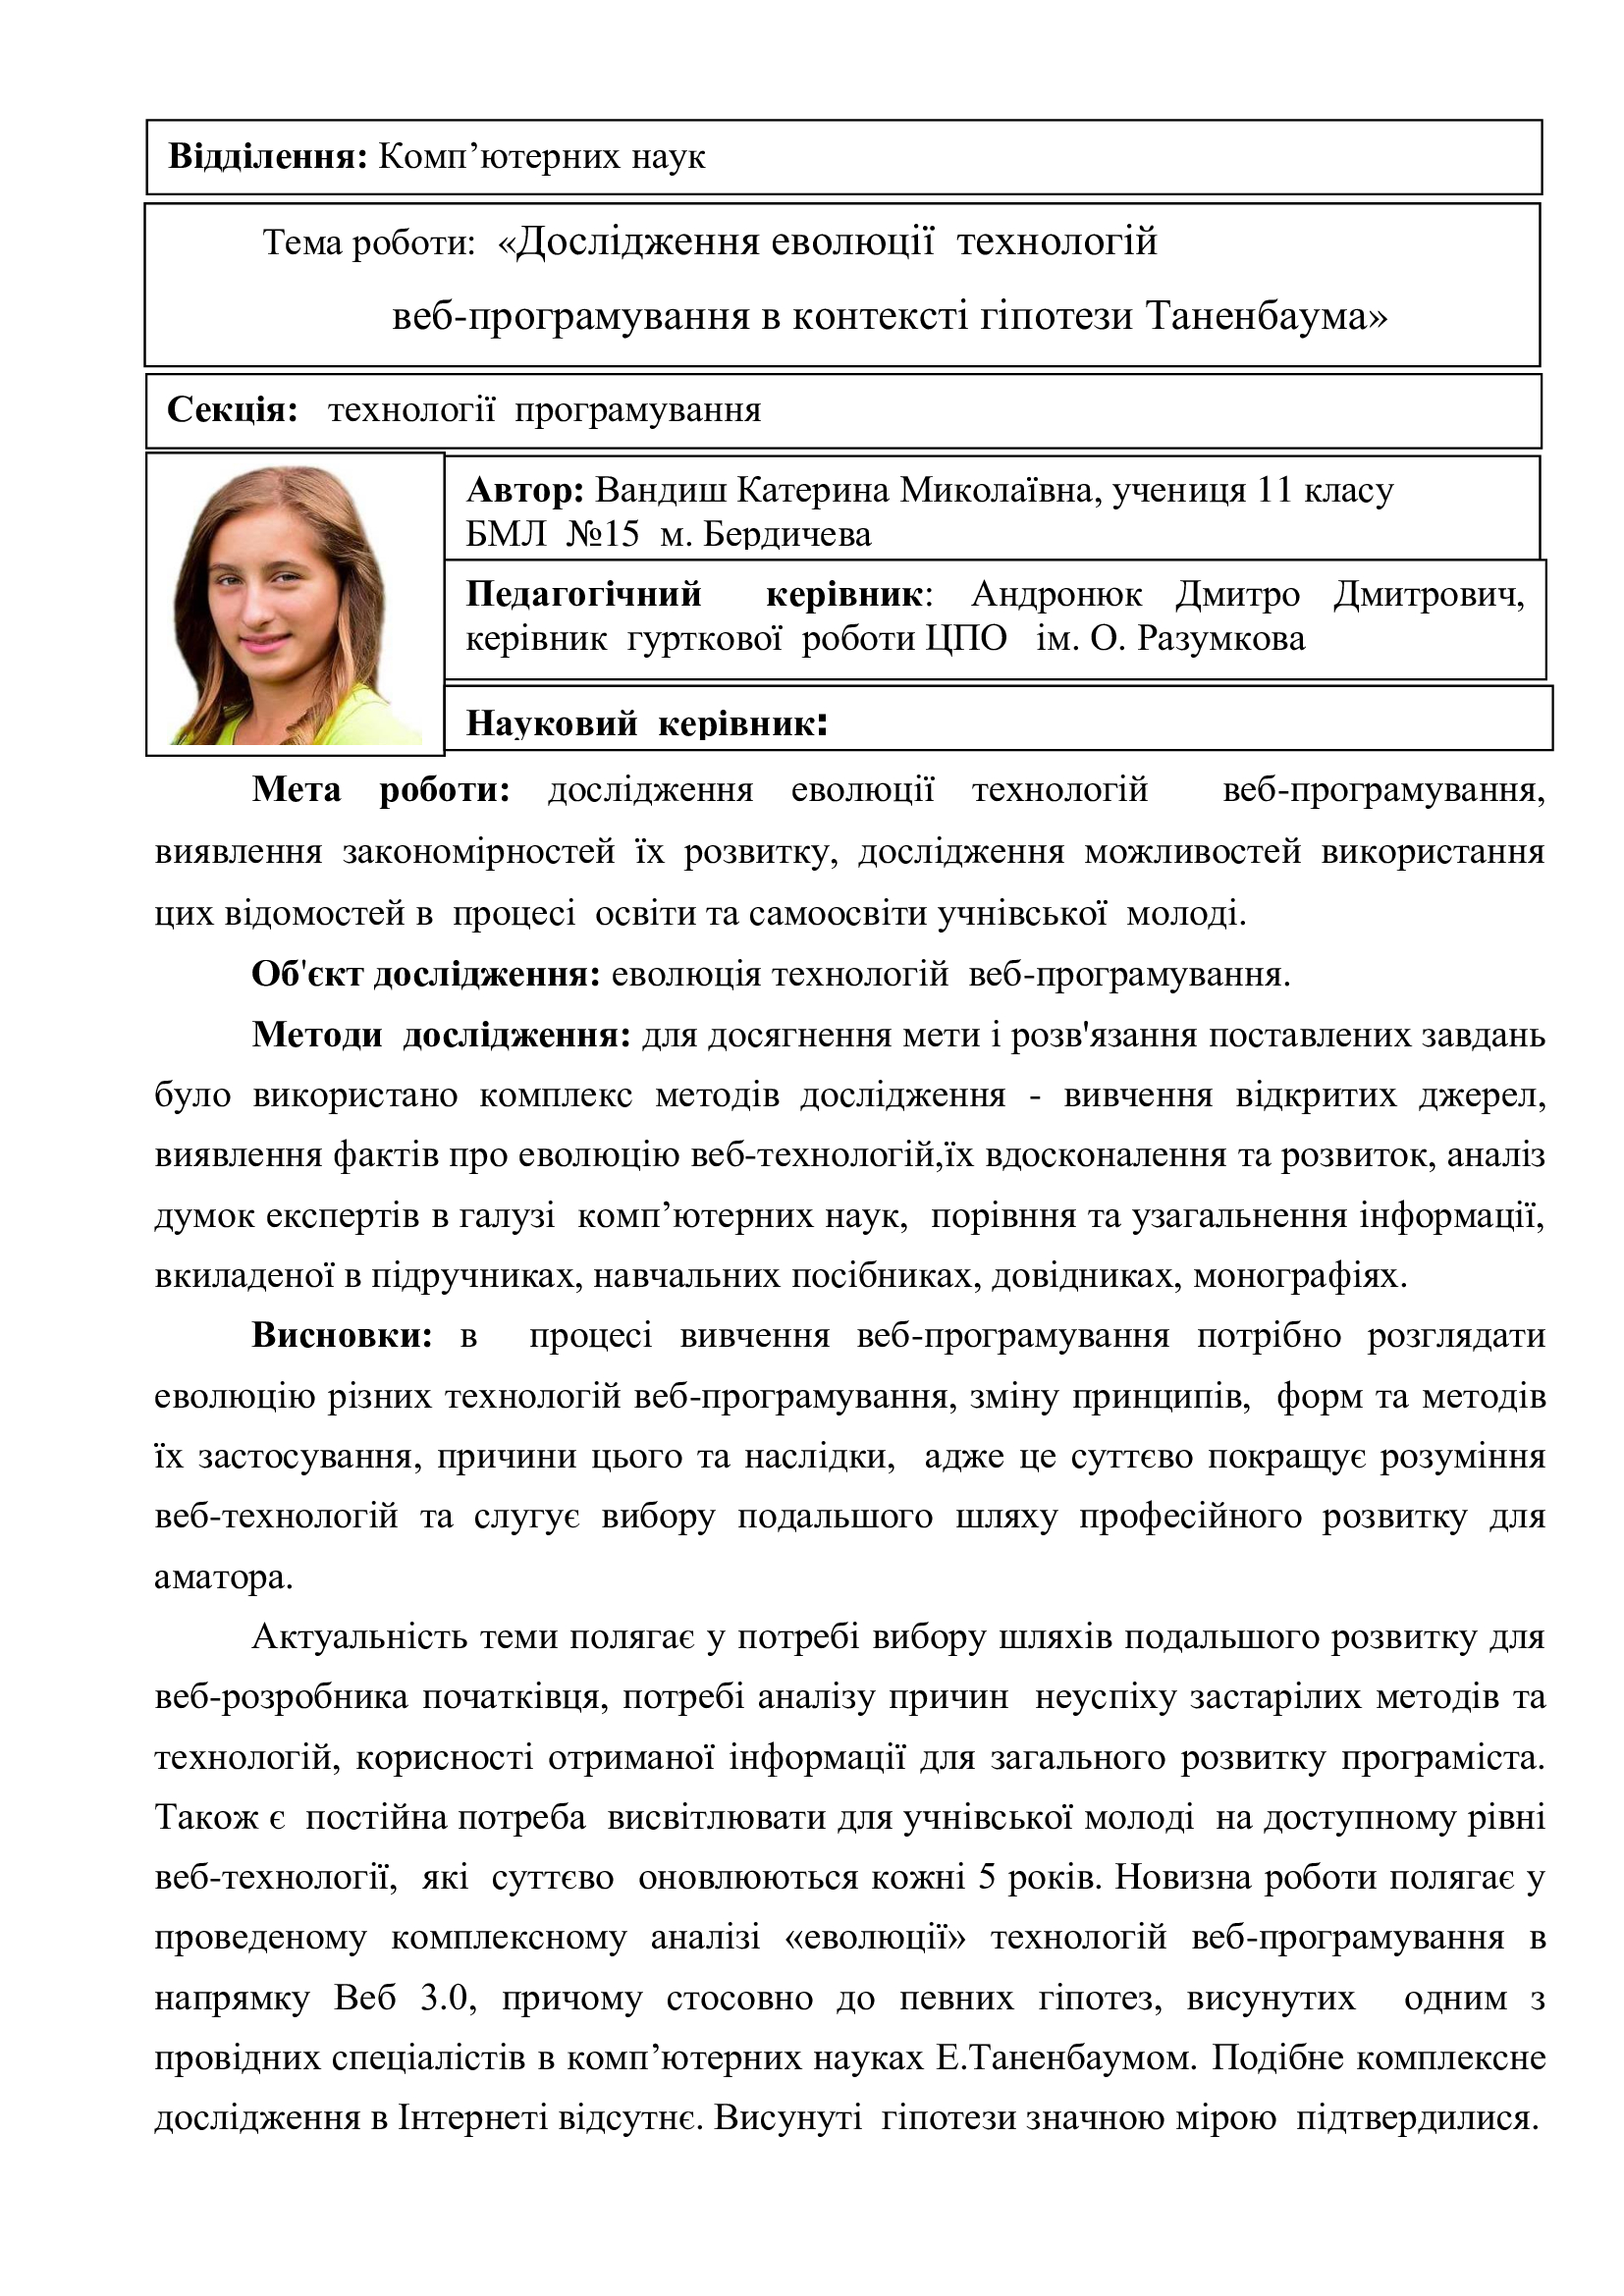 Відділення: Комп’ютерних наук
Тема роботи: «Дослідження еволюції технологій
веб-програмування в контексті гіпотези Таненбаума»
Секція: технології програмування
Автор: Вандиш Катерина Миколаївна, учениця 11 класу
БМЛ №15 м. Бердичева
Педагогічний керівник: Андронюк Дмитро Дмитрович,
керівник гурткової роботи ЦПО ім. О. Разумкова
Науковий керівник:
Мета роботи: дослідження еволюції технологій веб-програмування,
виявлення закономірностей їх розвитку, дослідження можливостей використання
цих відомостей в процесі освіти та самоосвіти учнівської молоді.
Об'єкт дослідження: еволюція технологій веб-програмування.
Методи дослідження: для досягнення мети і розв'язання поставлених завдань
було використано комплекс методів дослідження - вивчення відкритих джерел,
виявлення фактів про еволюцію веб-технологій,їх вдосконалення та розвиток, аналіз
думок експертів в галузі комп’ютерних наук, порівння та узагальнення інформації,
вкиладеної в підручниках, навчальних посібниках, довідниках, монографіях.
Висновки: в процесі вивчення веб-програмування потрібно розглядати
еволюцію різних технологій веб-програмування, зміну принципів, форм та методів
їх застосування, причини цього та наслідки, адже це суттєво покращує розуміння
веб-технологій та слугує вибору подальшого шляху професійного розвитку для
аматора.
Актуальність теми полягає у потребі вибору шляхів подальшого розвитку для
веб-розробника початківця, потребі аналізу причин неуспіху застарілих методів та
технологій, корисності отриманої інформації для загального розвитку програміста.
Також є постійна потреба висвітлювати для учнівської молоді на доступному рівні
веб-технології, які суттєво оновлюються кожні 5 років. Новизна роботи полягає у
проведеному комплексному аналізі «еволюції» технологій веб-програмування в
напрямку Веб 3.0, причому стосовно до певних гіпотез, висунутих одним з
провідних спеціалістів в комп’ютерних науках Е.Таненбаумом. Подібне комплексне
дослідження в Інтернеті відсутнє. Висунуті гіпотези значною мірою підтвердилися.